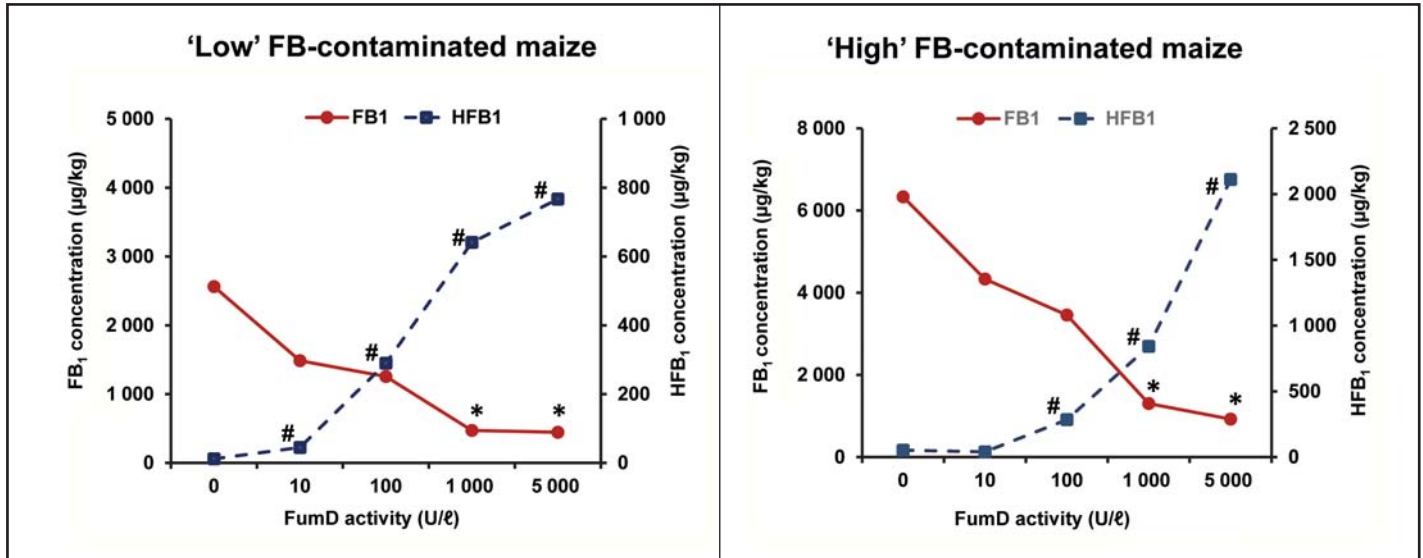 ‘Low’ FB-contaminated maize
FB1 HFB1
5 000
4 000
3 000
2 000
1 000
0
FB₁ concentration (µg/kg)
1 000
800
600
400
200
0
HFB₁ concentration (µg/kg)
#
#
#
#
*
*
0 10 100 1 000 5 000
FumD activity (U/ℓ)
‘High’ FB-contaminated maize
FB1 HFB1
8 000
6 000
4 000
2 000
0
FB₁ concentration (µg/kg)
2 500
2 000
1 500
1 000
500
0
HFB₁ concentration (µg/kg)
#
#
#
*
*
0 10 100 1 000 5 000
FumD activity (U/ℓ)